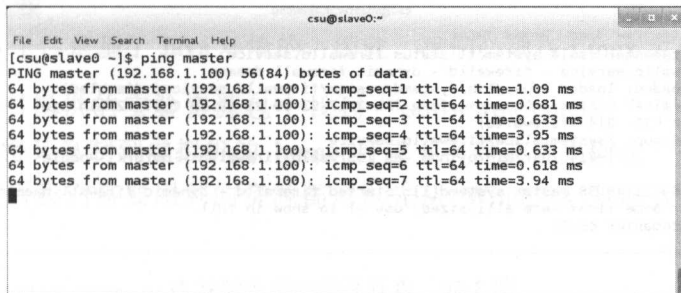 csu@slave0:~
File Edit View Search Terminal Help
[csu@slave0 ~]$ ping master
PING master (192.168.1.100) 56(84) bytes of data.
64 bytes from master (192.168.1.100): icmp_seq=1 ttl=64 time=1.09 ms
64 bytes from master (192.168.1.100): icmp_seq=2 ttl=64 time=0.681 ms
64 bytes from master (192.168.1.100): icmp_seq=3 ttl=64 time=0.633 ms
64 bytes from master (192.168.1.100): icmp_seq=4 ttl=64 time=3.95 ms
64 bytes from master (192.168.1.100): icmp_seq=5 ttl=64 time=0.633 ms
64 bytes from master (192.168.1.100): icmp_seq=6 ttl=64 time=0.618 ms
64 bytes from master (192.168.1.100): icmp_seq=7 ttl=64 time=3.94 ms